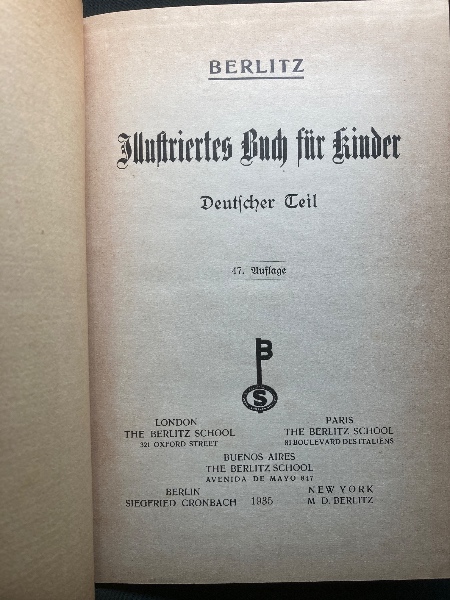 BERLITZ
Illustriertes Buch für Kinder
Deutscher Teil
47. Auflage
B
S
LONDON
THE BERLITZ SCHOOL
321 OXFORD STREET
PARIS
THE BERLITZ SCHOOL
31 BOULEVARD DES ITALIENS
BUENOS AIRES
THE BERLITZ SCHOOL
AVENIDA DE MAYO 847
BERLIN
SIEGFRIED CRONBACH
1935
NEW YORK
M. D. BERLITZ